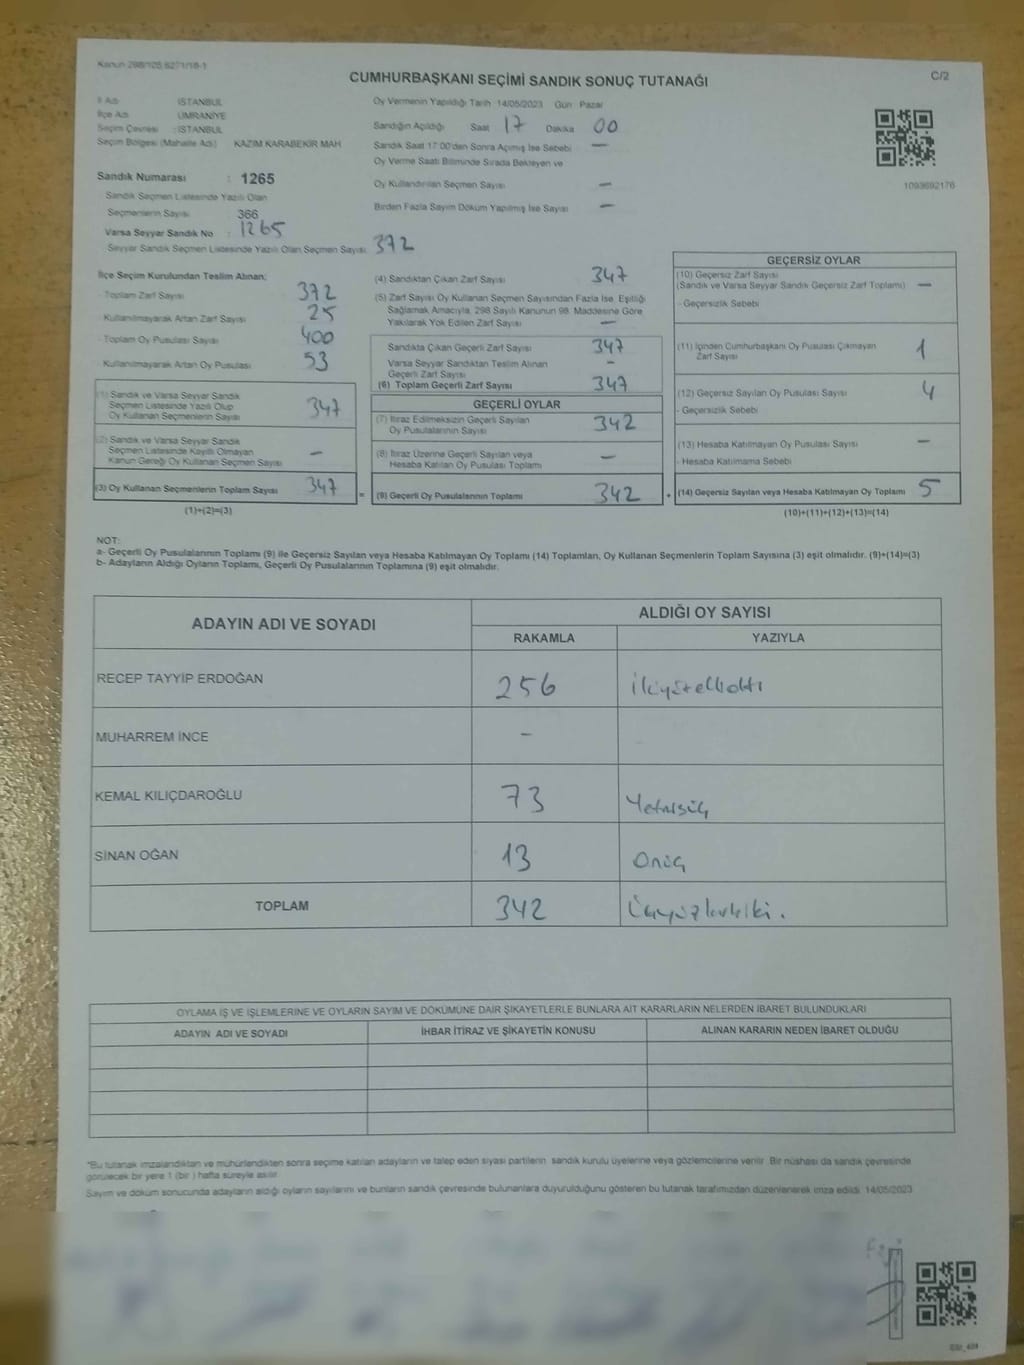 Kanun 298/105,6271/18-1
CUMHURBAŞKANI SEÇİMİ SANDIK SONUÇ TUTANAĞI
C/2
İl Adı : İSTANBUL
İlçe Adı : ÜMRANİYE
Seçim Çevresi : İSTANBUL
Seçim Bölgesi (Mahalle Adı) KAZIM KARABEKİR MAH
Sandık Numarası : 1265
Sandık Seçmen Listesinde Yazılı Olan
Seçmenlerin Sayısı 366
Varsa Seyyar Sandık No : 1265
Seyyar Sandık Seçmen Listesinde Yazılı Olan Seçmen Sayısı 372
Oy Vermenin Yapıldığı Tarih 14/05/2023 Gün Pazar
Sandığın Açıldığı Saat 17 Dakika 00
Sandık Saat 17:00'den Sonra Açımış İse Sebebi —
Oy Verme Saati Bitiminde Sırada Bekleyen ve
Oy Kullandırılan Seçmen Sayısı —
Birden Fazla Sayım Döküm Yapılmış İse Sayısı —
1093692176
İlçe Seçim Kurulundan Teslim Alınan;
- Toplam Zarf Sayısı 372
- Kullanılmayarak Artan Zarf Sayısı 25
- Toplam Oy Pusulası Sayısı 400
- Kullanılmayarak Artan Oy Pusulası 53
(1) Sandık ve Varsa Seyyar Sandık
Seçmen Listesinde Yazılı Olup
Oy Kullanan Seçmenlerin Sayısı 347
(2) Sandık ve Varsa Seyyar Sandık
Seçmen Listesinde Kayıtlı Olmayan
Kanun Gereği Oy Kullanan Seçmen Sayısı —
(3) Oy Kullanan Seçmenlerin Toplam Sayısı 347
(1)+(2)=(3)
=
(4) Sandıktan Çıkan Zarf Sayısı 347
(5) Zarf Sayısı Oy Kullanan Seçmen Sayısından Fazla İse, Eşitliği
Sağlamak Amacıyla, 298 Sayılı Kanunun 98. Maddesine Göre
Yakılarak Yok Edilen Zarf Sayısı —
Sandıkta Çıkan Geçerli Zarf Sayısı 347
Varsa Seyyar Sandıktan Teslim Alınan
Geçerli Zarf Sayısı -
(6) Toplam Geçerli Zarf Sayısı 347
GEÇERLİ OYLAR
(7) İtiraz Edilmeksizin Geçerli Sayılan
Oy Pusulalarının Sayısı 342
(8) İtiraz Üzerine Geçerli Sayılan veya
Hesaba Katılan Oy Pusulası Toplamı —
(9) Geçerli Oy Pusulalarının Toplamı 342
+
GEÇERSİZ OYLAR
(10) Geçersiz Zarf Sayısı
(Sandık ve Varsa Seyyar Sandık Geçersiz Zarf Toplamı) —
- Geçersizlik Sebebi
(11) İçinden Cumhurbaşkanı Oy Pusulası Çıkmayan
Zarf Sayısı 1
(12) Geçersiz Sayılan Oy Pusulası Sayısı 4
- Geçersizlik Sebebi
(13) Hesaba Katılmayan Oy Pusulası Sayısı —
- Hesaba Katılmama Sebebi
(14) Geçersiz Sayılan veya Hesaba Katılmayan Oy Toplamı 5
(10)+(11)+(12)+(13)=(14)
NOT:
a- Geçerli Oy Pusulalarının Toplamı (9) ile Geçersiz Sayılan veya Hesaba Katılmayan Oy Toplamı (14) Toplamları, Oy Kullanan Seçmenlerin Toplam Sayısına (3) eşit olmalıdır. (9)+(14)=(3)
b- Adayların Aldığı Oyların Toplamı, Geçerli Oy Pusulalarının Toplamına (9) eşit olmalıdır.
ADAYIN ADI VE SOYADI
ALDIĞI OY SAYISI
RAKAMLA YAZIYLA
RECEP TAYYİP ERDOĞAN 256 ikiyüzellialtı
MUHARREM İNCE -
KEMAL KILIÇDAROĞLU 73 Yetmişüç
SİNAN OĞAN 13 Onüç
TOPLAM 342 Üçyüzkırkiki.
OYLAMA İŞ VE İŞLEMLERİNE VE OYLARIN SAYIM VE DÖKÜMÜNE DAİR ŞİKAYETLERLE BUNLARA AİT KARARLARIN NELERDEN İBARET BULUNDUKLARI
ADAYIN ADI VE SOYADI İHBAR İTİRAZ VE ŞİKAYETİN KONUSU ALINAN KARARIN NEDEN İBARET OLDUĞU
*Bu tutanak imzalandıktan ve mühürlendikten sonra seçime katılan adayların ve talep eden siyasi partilerin sandık kurulu üyelerine veya gözlemcilerine verilir. Bir nüshası da sandık çevresinde
görülecek bir yere 1 (bir ) hafta süreyle asılır.
Sayım ve döküm sonucunda adayların aldığı oyların sayılarını ve bunların sandık çevresinde bulunanlara duyurulduğunu gösteren bu tutanak tarafımızdan düzenlenerek imza edildi. 14/05/2023